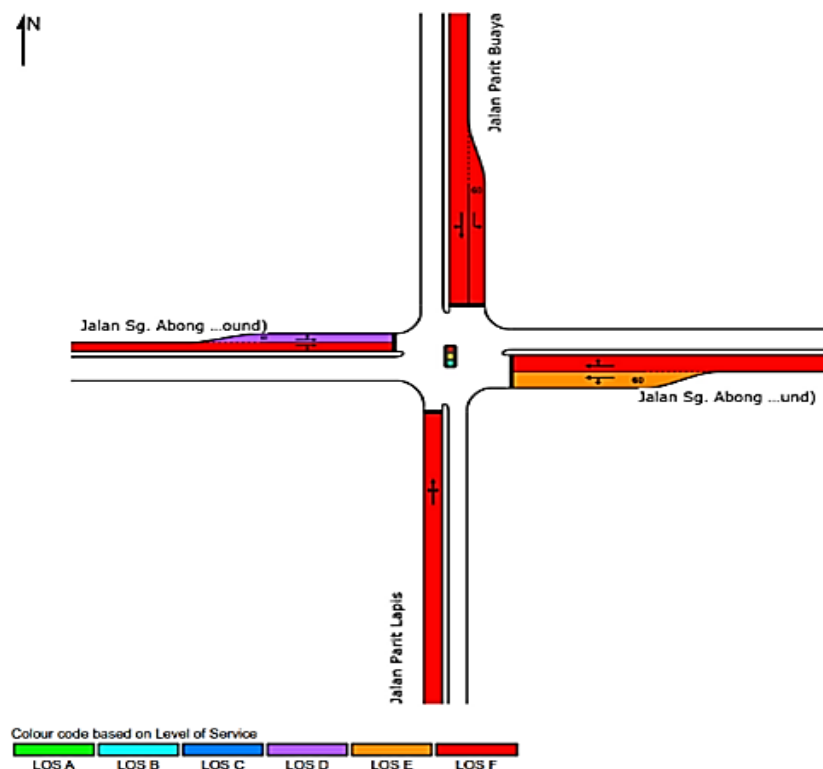 N
Jalan Parit Buaya
60
Jalan Sg. Abong ...ound)
60
Jalan Sg. Abong ...und)
Jalan Parit Lapis
Colour code based on Level of Service
LOS A
LOS B
LOS C
LOS D
LOS E
LOS F